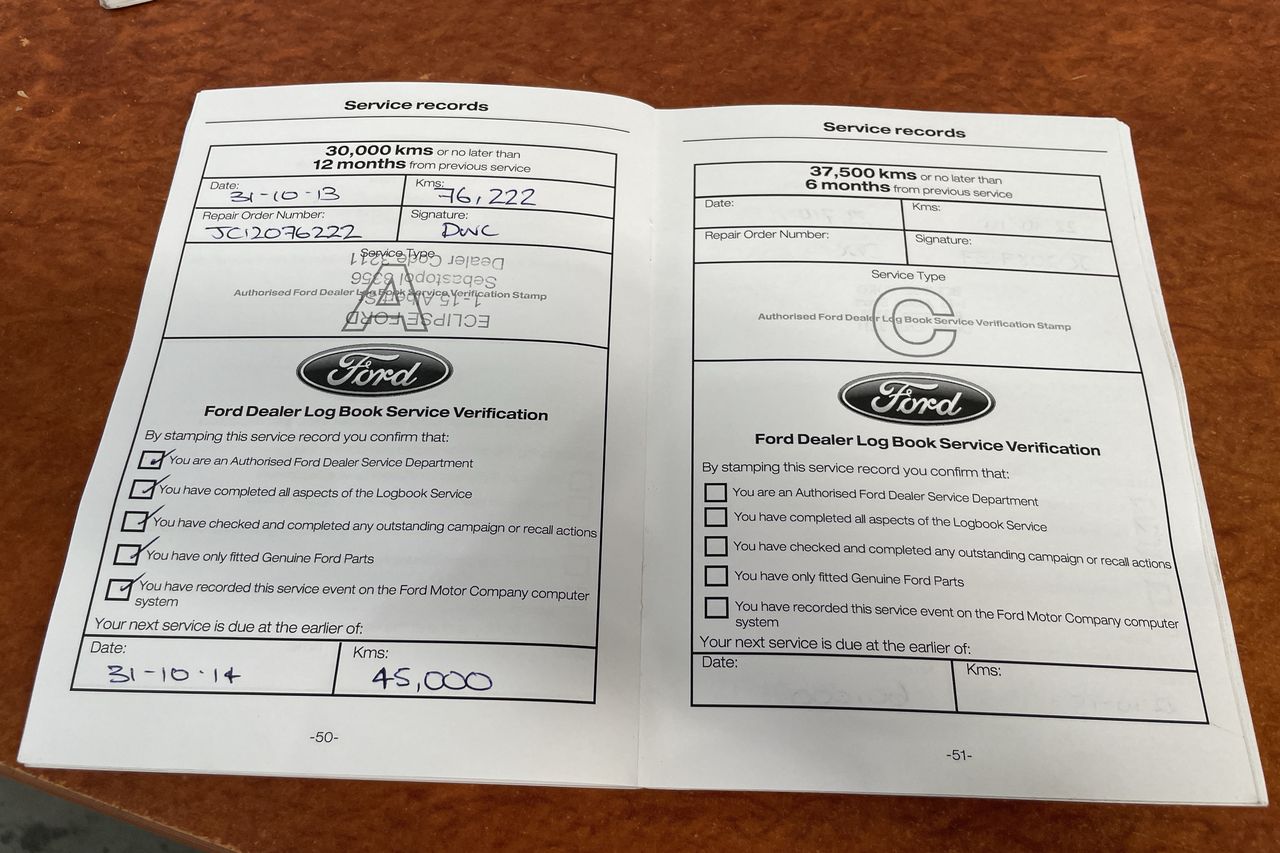 Service records
30,000 kms or no later than
12 months from previous service
Date:
31-10-13
Kms:
76,222
Repair Order Number:
JC12076222
Signature:
DWC
Service Type
A
Authorised Ford Dealer Log Book Service Verification Stamp
ECLIPSE FORD
Sebastopol 3356
Dealer Code 3211
Ford
Ford Dealer Log Book Service Verification
By stamping this service record you confirm that:
You are an Authorised Ford Dealer Service Department
You have completed all aspects of the Logbook Service
You have checked and completed any outstanding campaign or recall actions
You have only fitted Genuine Ford Parts
You have recorded this service event on the Ford Motor Company computer
system
Your next service is due at the earlier of:
Date:
31-10-14
Kms:
45,000
-50-
Service records
37,500 kms or no later than
6 months from previous service
Date:
Kms:
Repair Order Number:
Signature:
Service Type
C
Authorised Ford Dealer Log Book Service Verification Stamp
Ford
Ford Dealer Log Book Service Verification
By stamping this service record you confirm that:
You are an Authorised Ford Dealer Service Department
You have completed all aspects of the Logbook Service
You have checked and completed any outstanding campaign or recall actions
You have only fitted Genuine Ford Parts
You have recorded this service event on the Ford Motor Company computer
system
Your next service is due at the earlier of:
Date:
Kms:
-51-